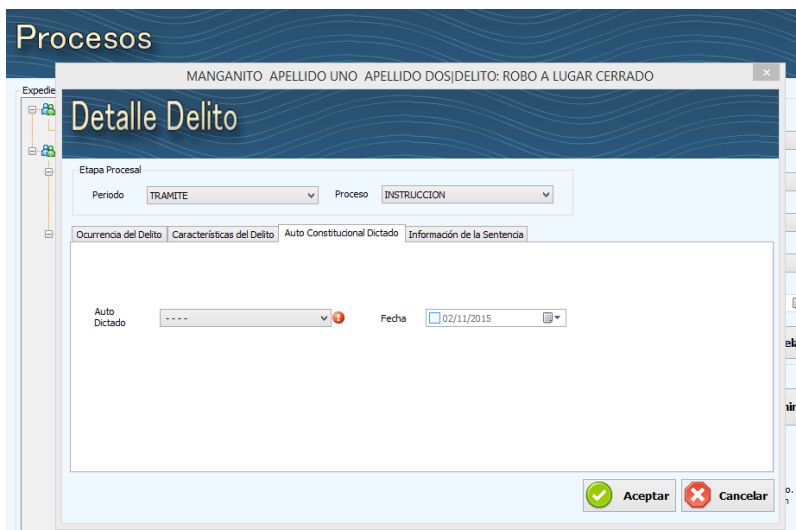 Procesos
MANGANITO APELLIDO UNO APELLIDO DOS|DELITO: ROBO A LUGAR CERRADO
Expedie
Detalle Delito
Etapa Procesal
Periodo TRAMITE Proceso INSTRUCCION
Ocurrencia del Delito Características del Delito Auto Constitucional Dictado Información de la Sentencia
Auto
Dictado ---- Fecha 02/11/2015
Aceptar Cancelar